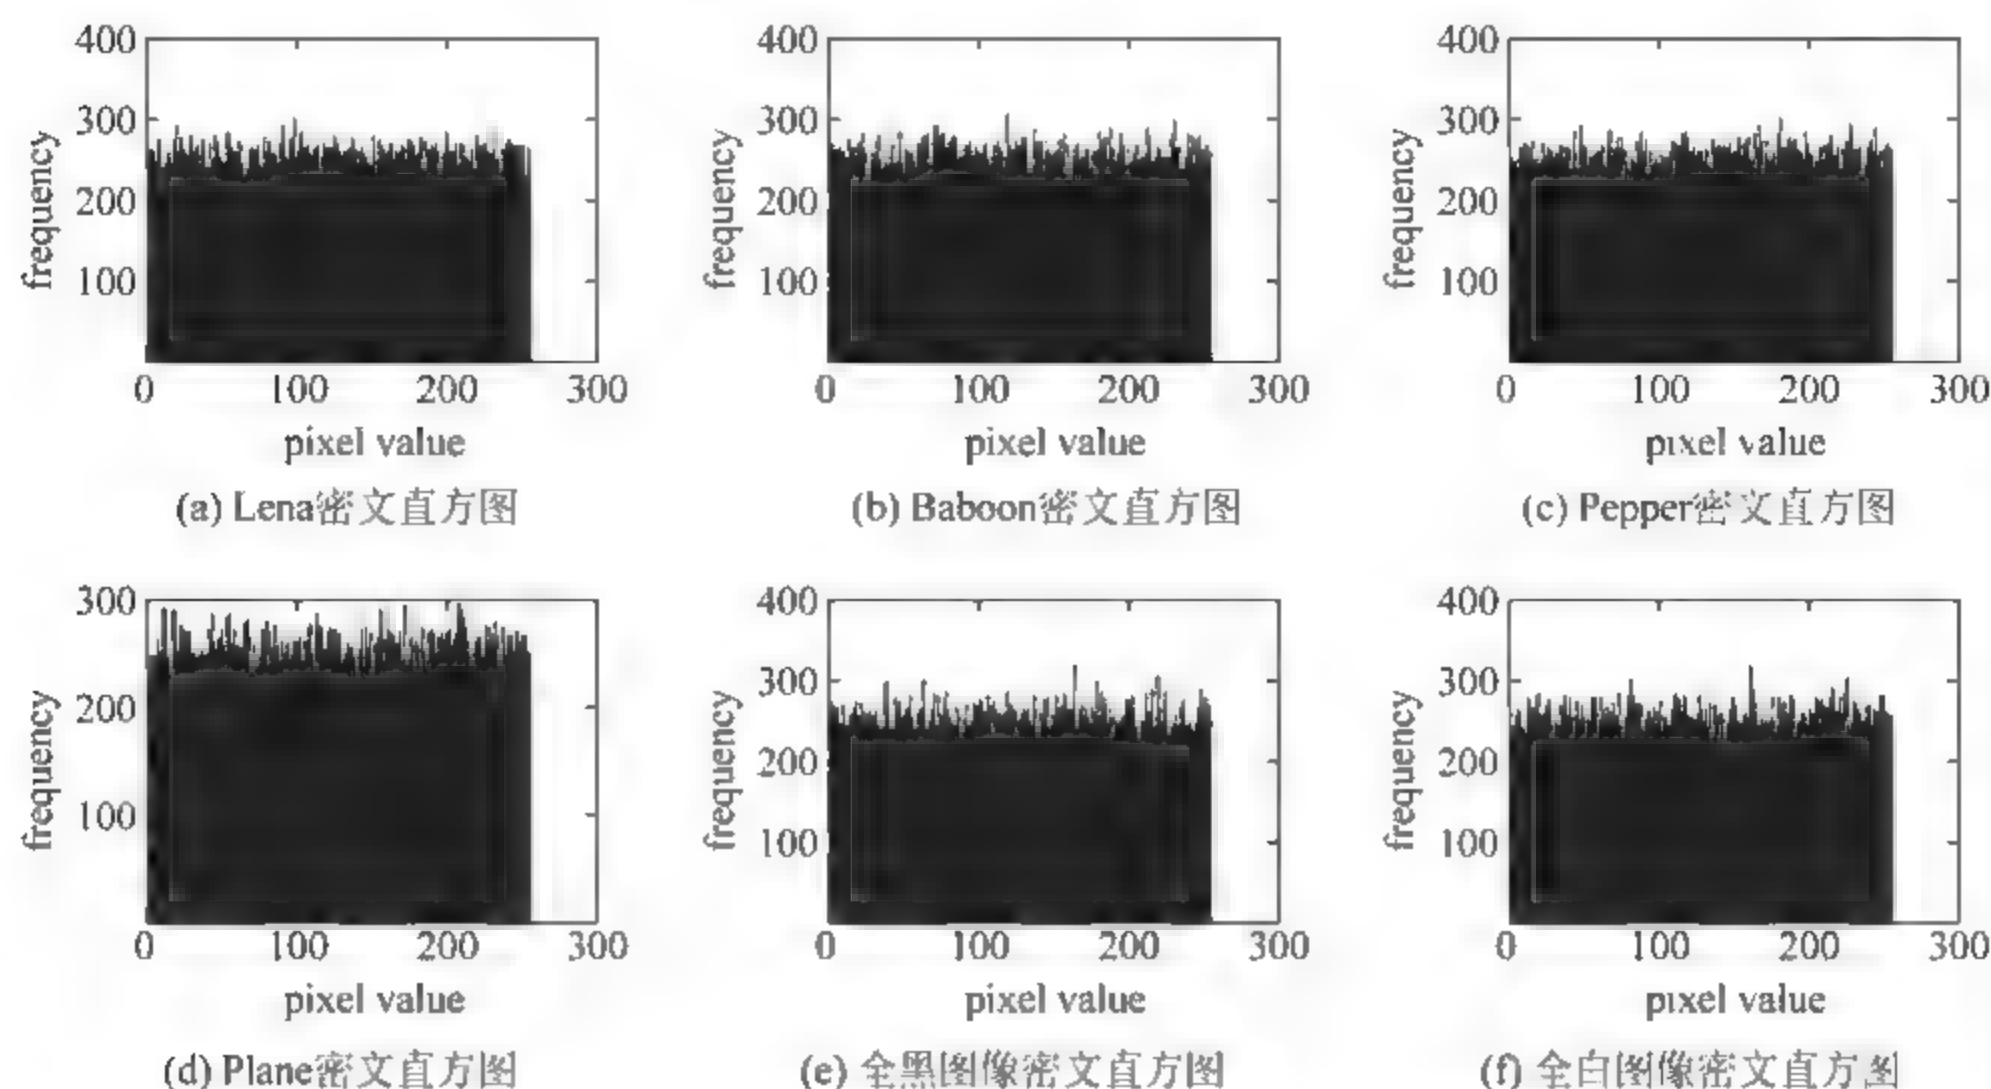 400 400 400
300 300 300
200 200 200
100 100 100
frequency frequency frequency
0 100 200 300 0 100 200 300 0 100 200 300
pixel value pixel value pixel value
(a) Lena密文直方图 (b) Baboon密文直方图 (c) Pepper密文直方图
300 400 400
300 300
200 200 200
100 100 100
frequency frequency frequency
0 100 200 300 0 100 200 300 0 100 200 300
pixel value pixel value pixel value
(d) Plane密文直方图 (e) 全黑图像密文直方图 (f) 全白图像密文直方图